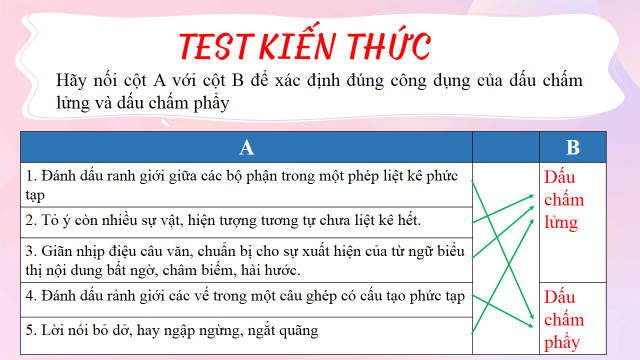 TEST KIẾN THỨC
Hãy nối cột A với cột B để xác định đúng công dụng của dấu chấm
lửng và dấu chấm phẩy
A
B
1. Đánh dấu ranh giới giữa các bộ phận trong một phép liệt kê phức
tạp
2. Tỏ ý còn nhiều sự vật, hiện tượng tương tự chưa liệt kê hết.
3. Giãn nhịp điệu câu văn, chuẩn bị cho sự xuất hiện của từ ngữ biểu
thị nội dung bất ngờ, châm biếm, hài hước.
4. Đánh dấu rảnh giới các vế trong một câu ghép có cấu tạo phức tạp
5. Lời nói bỏ dở, hay ngập ngừng, ngắt quãng
Dấu
chấm
lửng
Dấu
chấm
phẩy